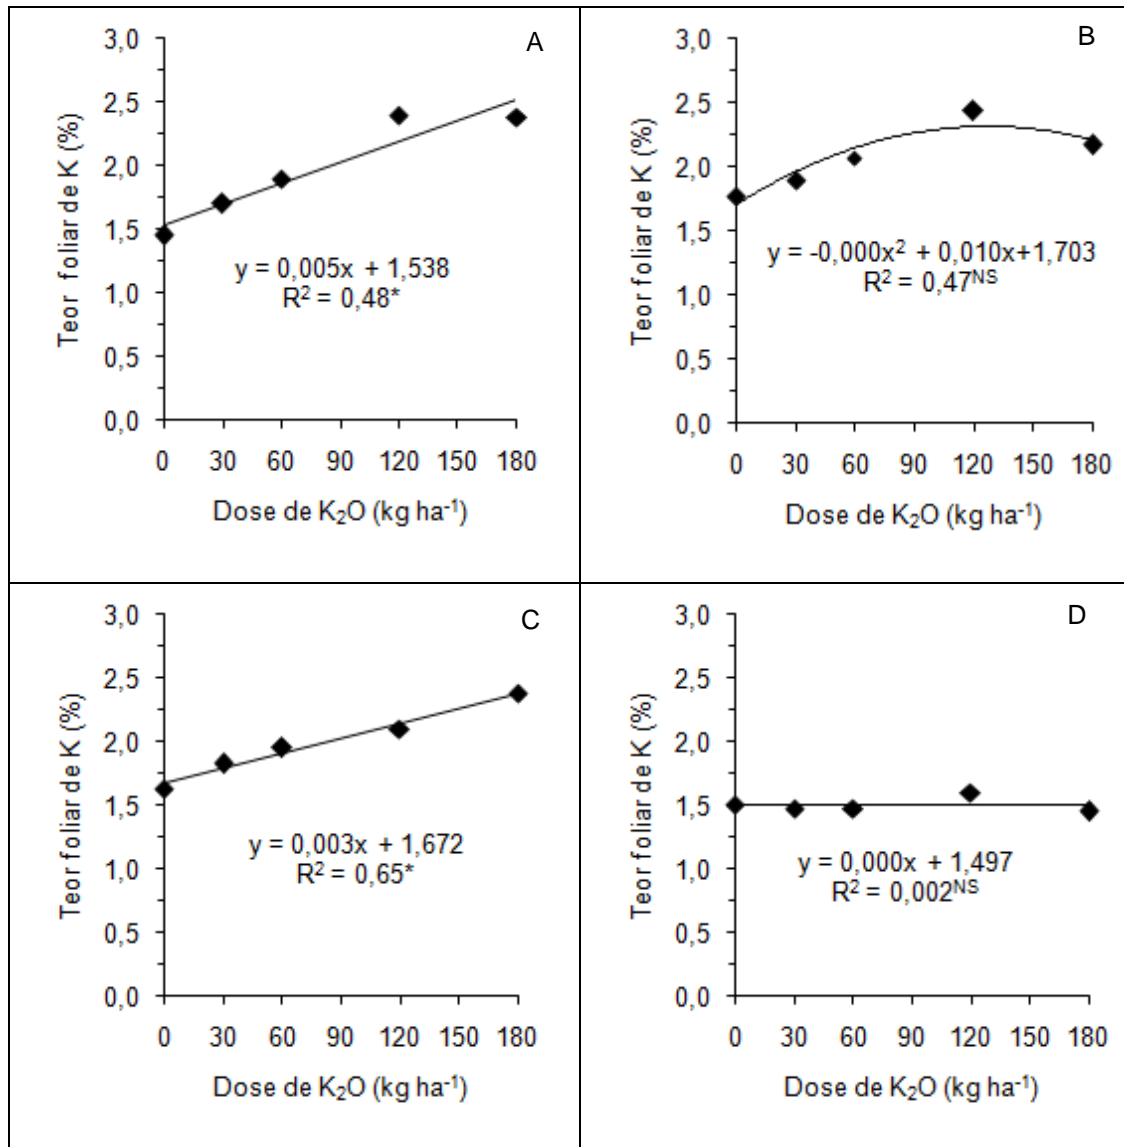 A
Teor foliar de K (%)
3,0
2,5
2,0
1,5
1,0
0,5
0,0
y = 0,005x + 1,538
R² = 0,48*
0 30 60 90 120 150 180
Dose de K₂O (kg ha⁻¹)
B
Teor foliar de K (%)
3,0
2,5
2,0
1,5
1,0
0,5
0,0
y = -0,000x² + 0,010x+1,703
R² = 0,47ᴺˢ
0 30 60 90 120 150 180
Dose de K₂O (kg ha⁻¹)
C
Teor foliar de K (%)
3,0
2,5
2,0
1,5
1,0
0,5
0,0
y = 0,003x + 1,672
R² = 0,65*
0 30 60 90 120 150 180
Dose de K₂O (kg ha⁻¹)
D
Teor foliar de K (%)
3,0
2,5
2,0
1,5
1,0
0,5
0,0
y = 0,000x + 1,497
R² = 0,002ᴺˢ
0 30 60 90 120 150 180
Dose de K₂O (kg ha⁻¹)